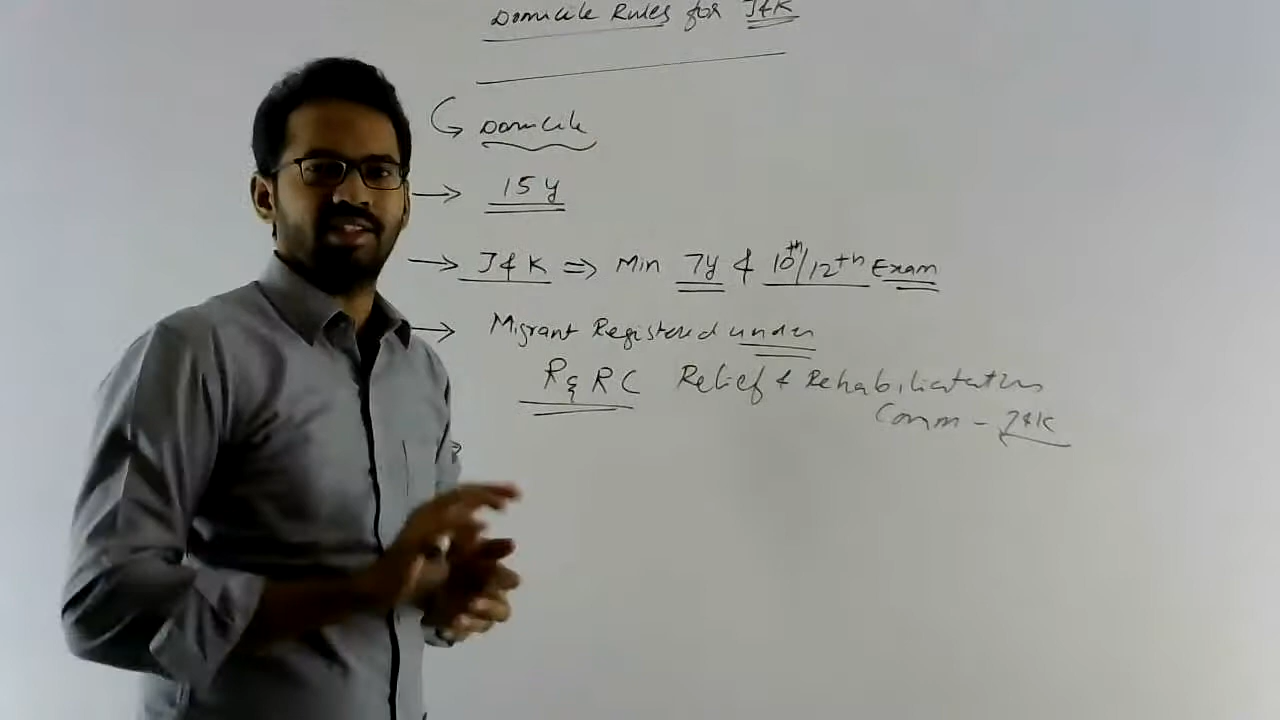 Domicile Rules for J&K
Domicile
→ 15 y
→ J & K ⇒ Min 7y & 10th/12th Exam
→ Migrant Registered under
R & RC Relief & Rehabilitation
Comm - J&K